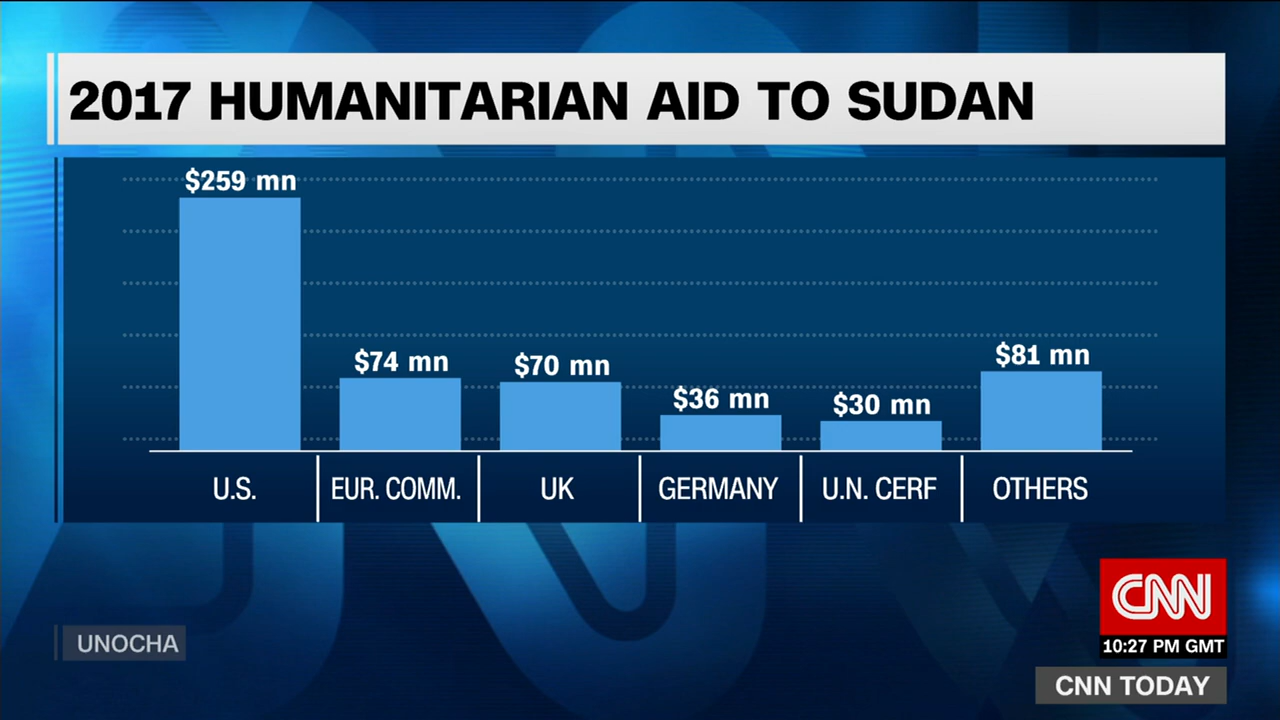 2017 HUMANITARIAN AID TO SUDAN
$259 mn
$74 mn
$70 mn
$36 mn
$30 mn
$81 mn
U.S.
EUR. COMM.
UK
GERMANY
U.N. CERF
OTHERS
UNOCHA
CNN
10:27 PM GMT
CNN TODAY